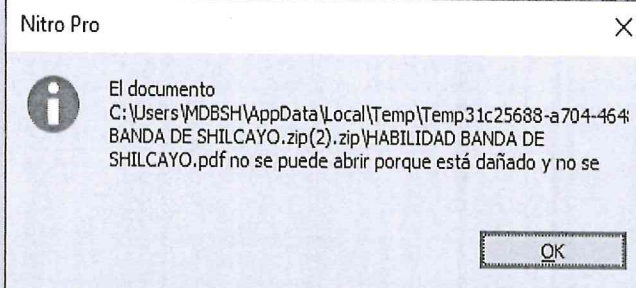 Nitro Pro
El documento
C:\Users\MDBSH\AppData\Local\Temp\Temp31c25688-a704-464
BANDA DE SHILCAYO.zip(2).zip\HABILIDAD BANDA DE
SHILCAYO.pdf no se puede abrir porque está dañado y no se
OK